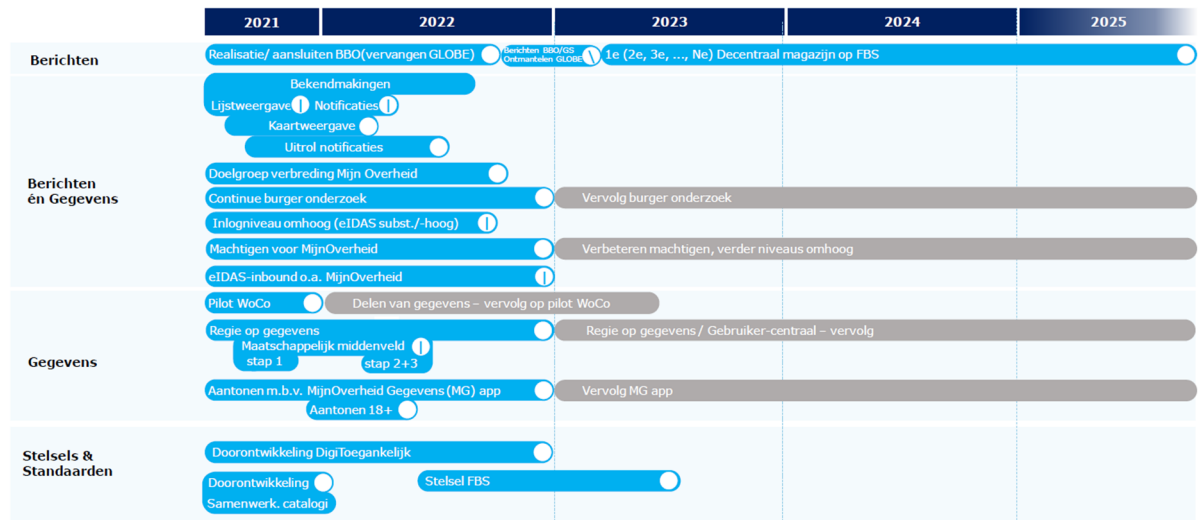 2021 2022 2023 2024 2025
Berichten
Realisatie/ aansluiten BBO(vervangen GLOBE)
Berichten BBO/GS
Ontmantelen GLOBE
1e (2e, 3e, ..., Ne) Decentraal magazijn op FBS
Berichten
én Gegevens
Bekendmakingen
Lijstweergave Notificaties
Kaartweergave
Uitrol notificaties
Doelgroep verbreding Mijn Overheid
Continue burger onderzoek Vervolg burger onderzoek
Inlogniveau omhoog (eIDAS subst./-hoog)
Machtigen voor MijnOverheid Verbeteren machtigen, verder niveaus omhoog
eIDAS-inbound o.a. MijnOverheid
Gegevens
Pilot WoCo Delen van gegevens – vervolg op pilot WoCo
Regie op gegevens Regie op gegevens / Gebruiker-centraal – vervolg
Maatschappelijk middenveld
stap 1 stap 2+3
Aantonen m.b.v. MijnOverheid Gegevens (MG) app Vervolg MG app
Aantonen 18+
Stelsels &
Standaarden
Doorontwikkeling DigiToegankelijk
Doorontwikkeling Stelsel FBS
Samenwerk. catalogi